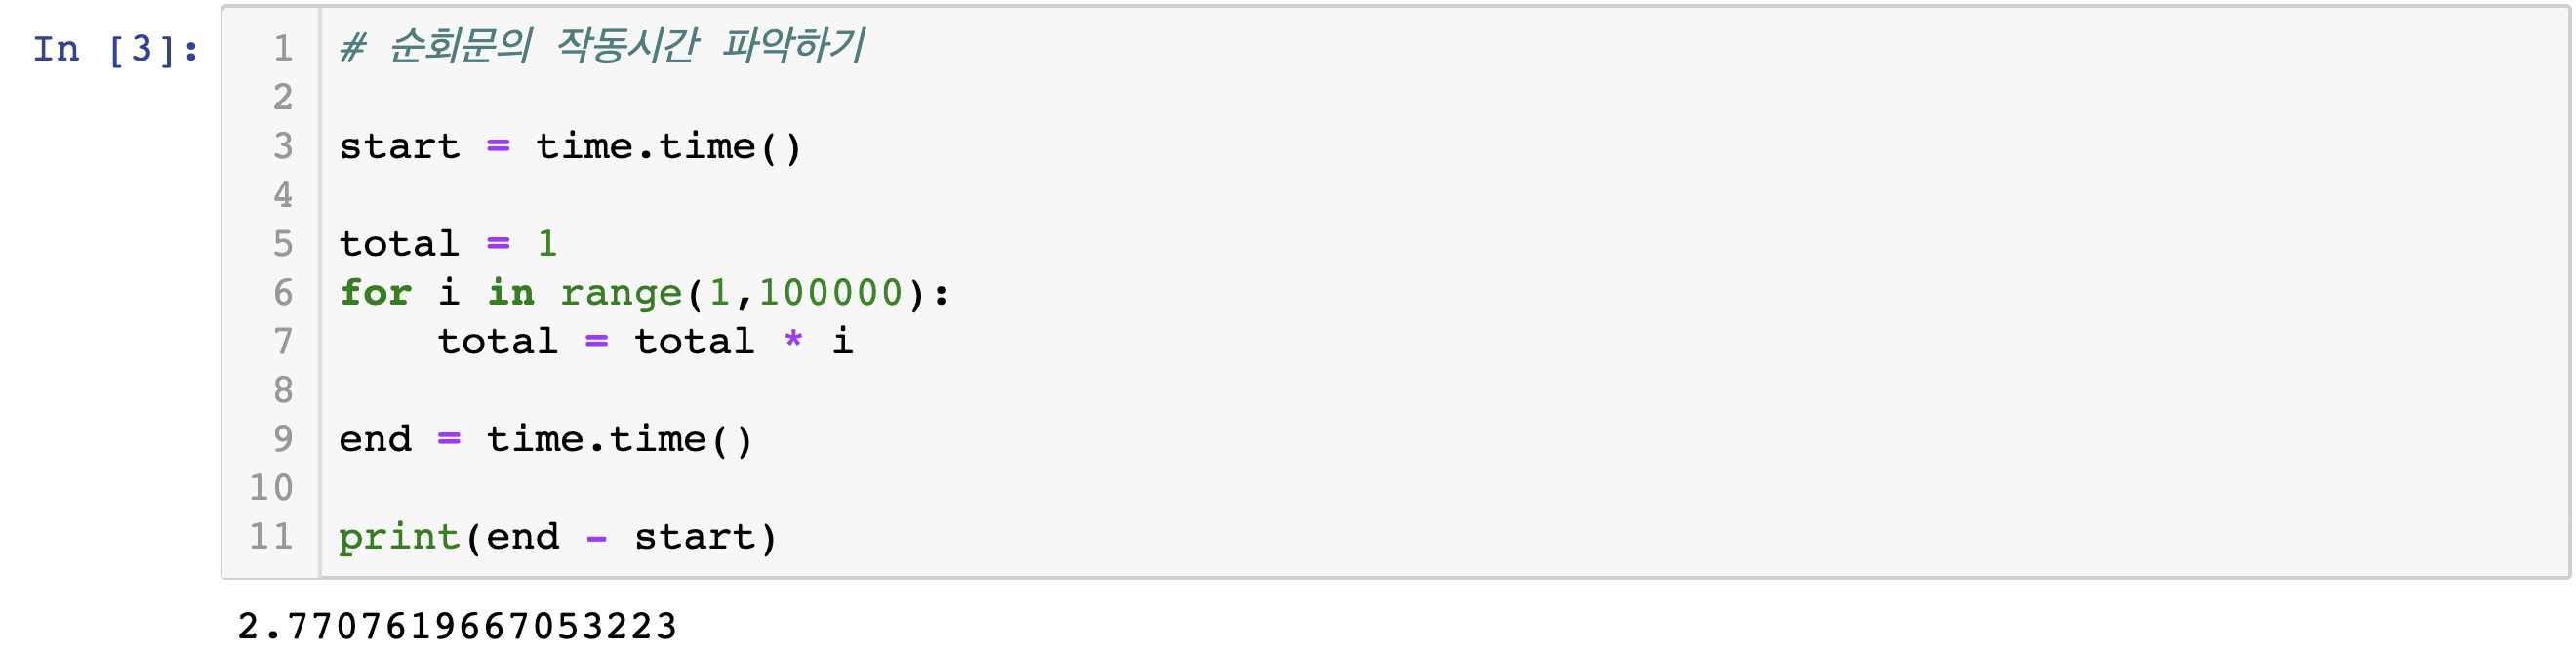 In [3]:
1 # 순회문의 작동시간 파악하기
2
3 start = time.time()
4
5 total = 1
6 for i in range(1,100000):
7     total = total * i
8
9 end = time.time()
10
11 print(end - start)
2.7707619667053223